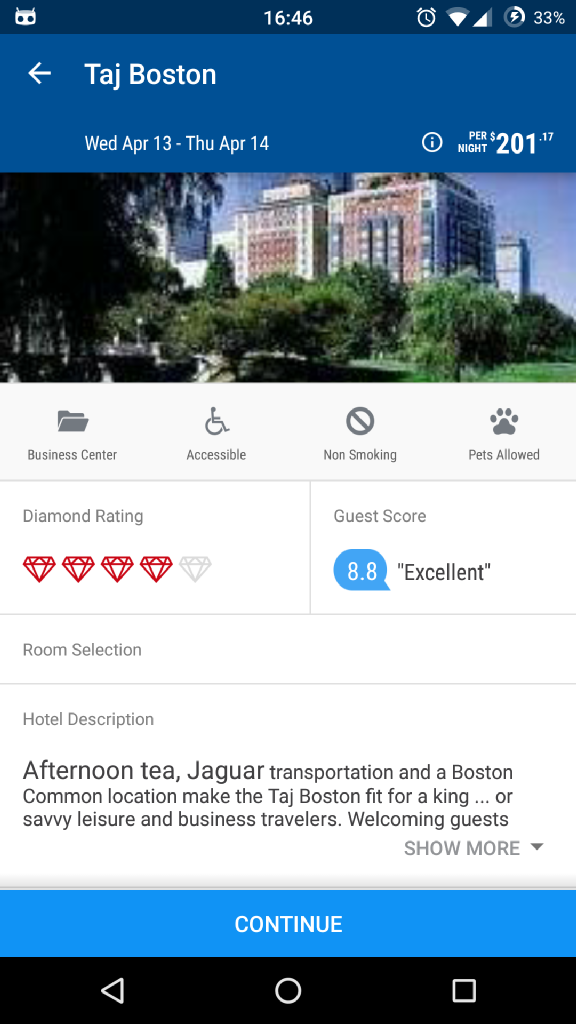 16:46
33%
Taj Boston
Wed Apr 13 - Thu Apr 14
PER NIGHT $201.17
Business Center
Accessible
Non Smoking
Pets Allowed
Diamond Rating
Guest Score
8.8 "Excellent"
Room Selection
Hotel Description
Afternoon tea, Jaguar transportation and a Boston
Common location make the Taj Boston fit for a king ... or
savvy leisure and business travelers. Welcoming guests
SHOW MORE
CONTINUE